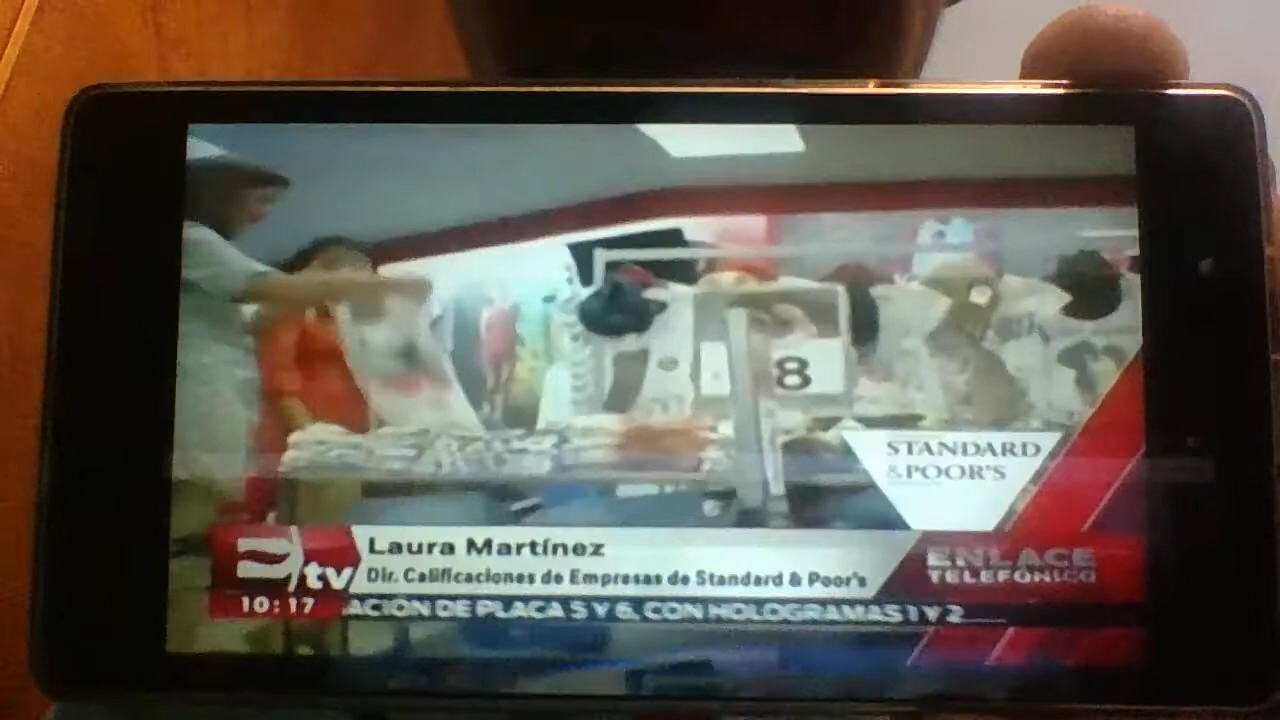 8
STANDARD
&POOR'S
Laura Martínez
Dir. Calificaciones de Empresas de Standard & Poor's
ENLACE
TELEFÓNICO
tv
10:17
ACIÓN DE PLACA 5 Y 6, CON HOLOGRAMAS 1 Y 2